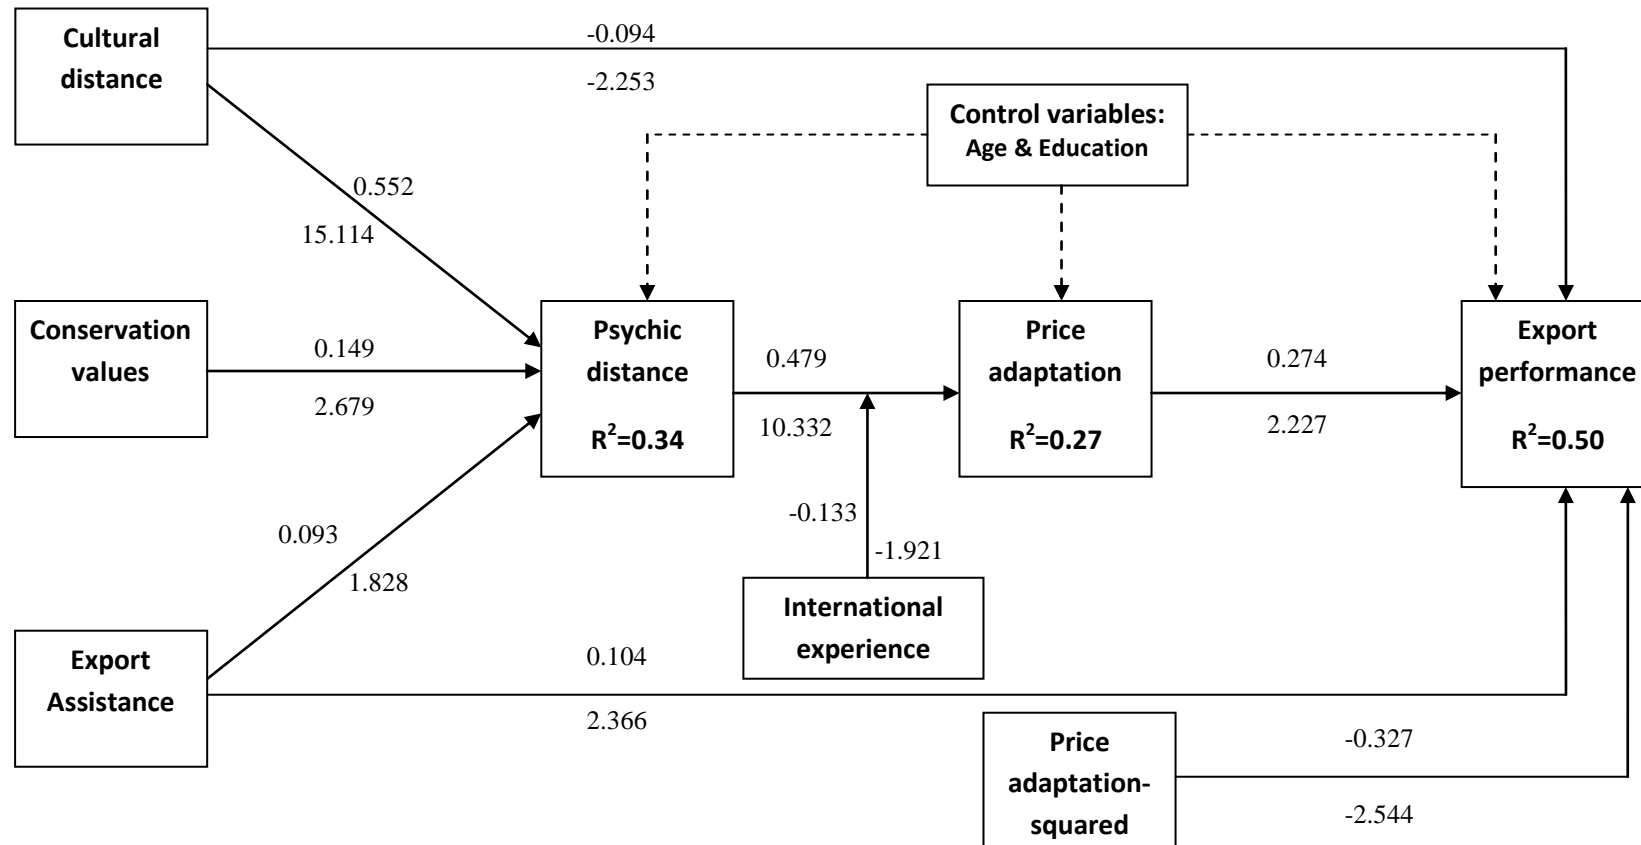 Cultural
distance
-0.094
-2.253
Control variables:
Age & Education
0.552
15.114
Conservation
values
0.149
2.679
Psychic
distance
R²=0.34
0.479
10.332
Price
adaptation
R²=0.27
0.274
2.227
Export
performance
R²=0.50
-0.133
-1.921
0.093
1.828
International
experience
Export
Assistance
0.104
2.366
Price
adaptation-
squared
-0.327
-2.544